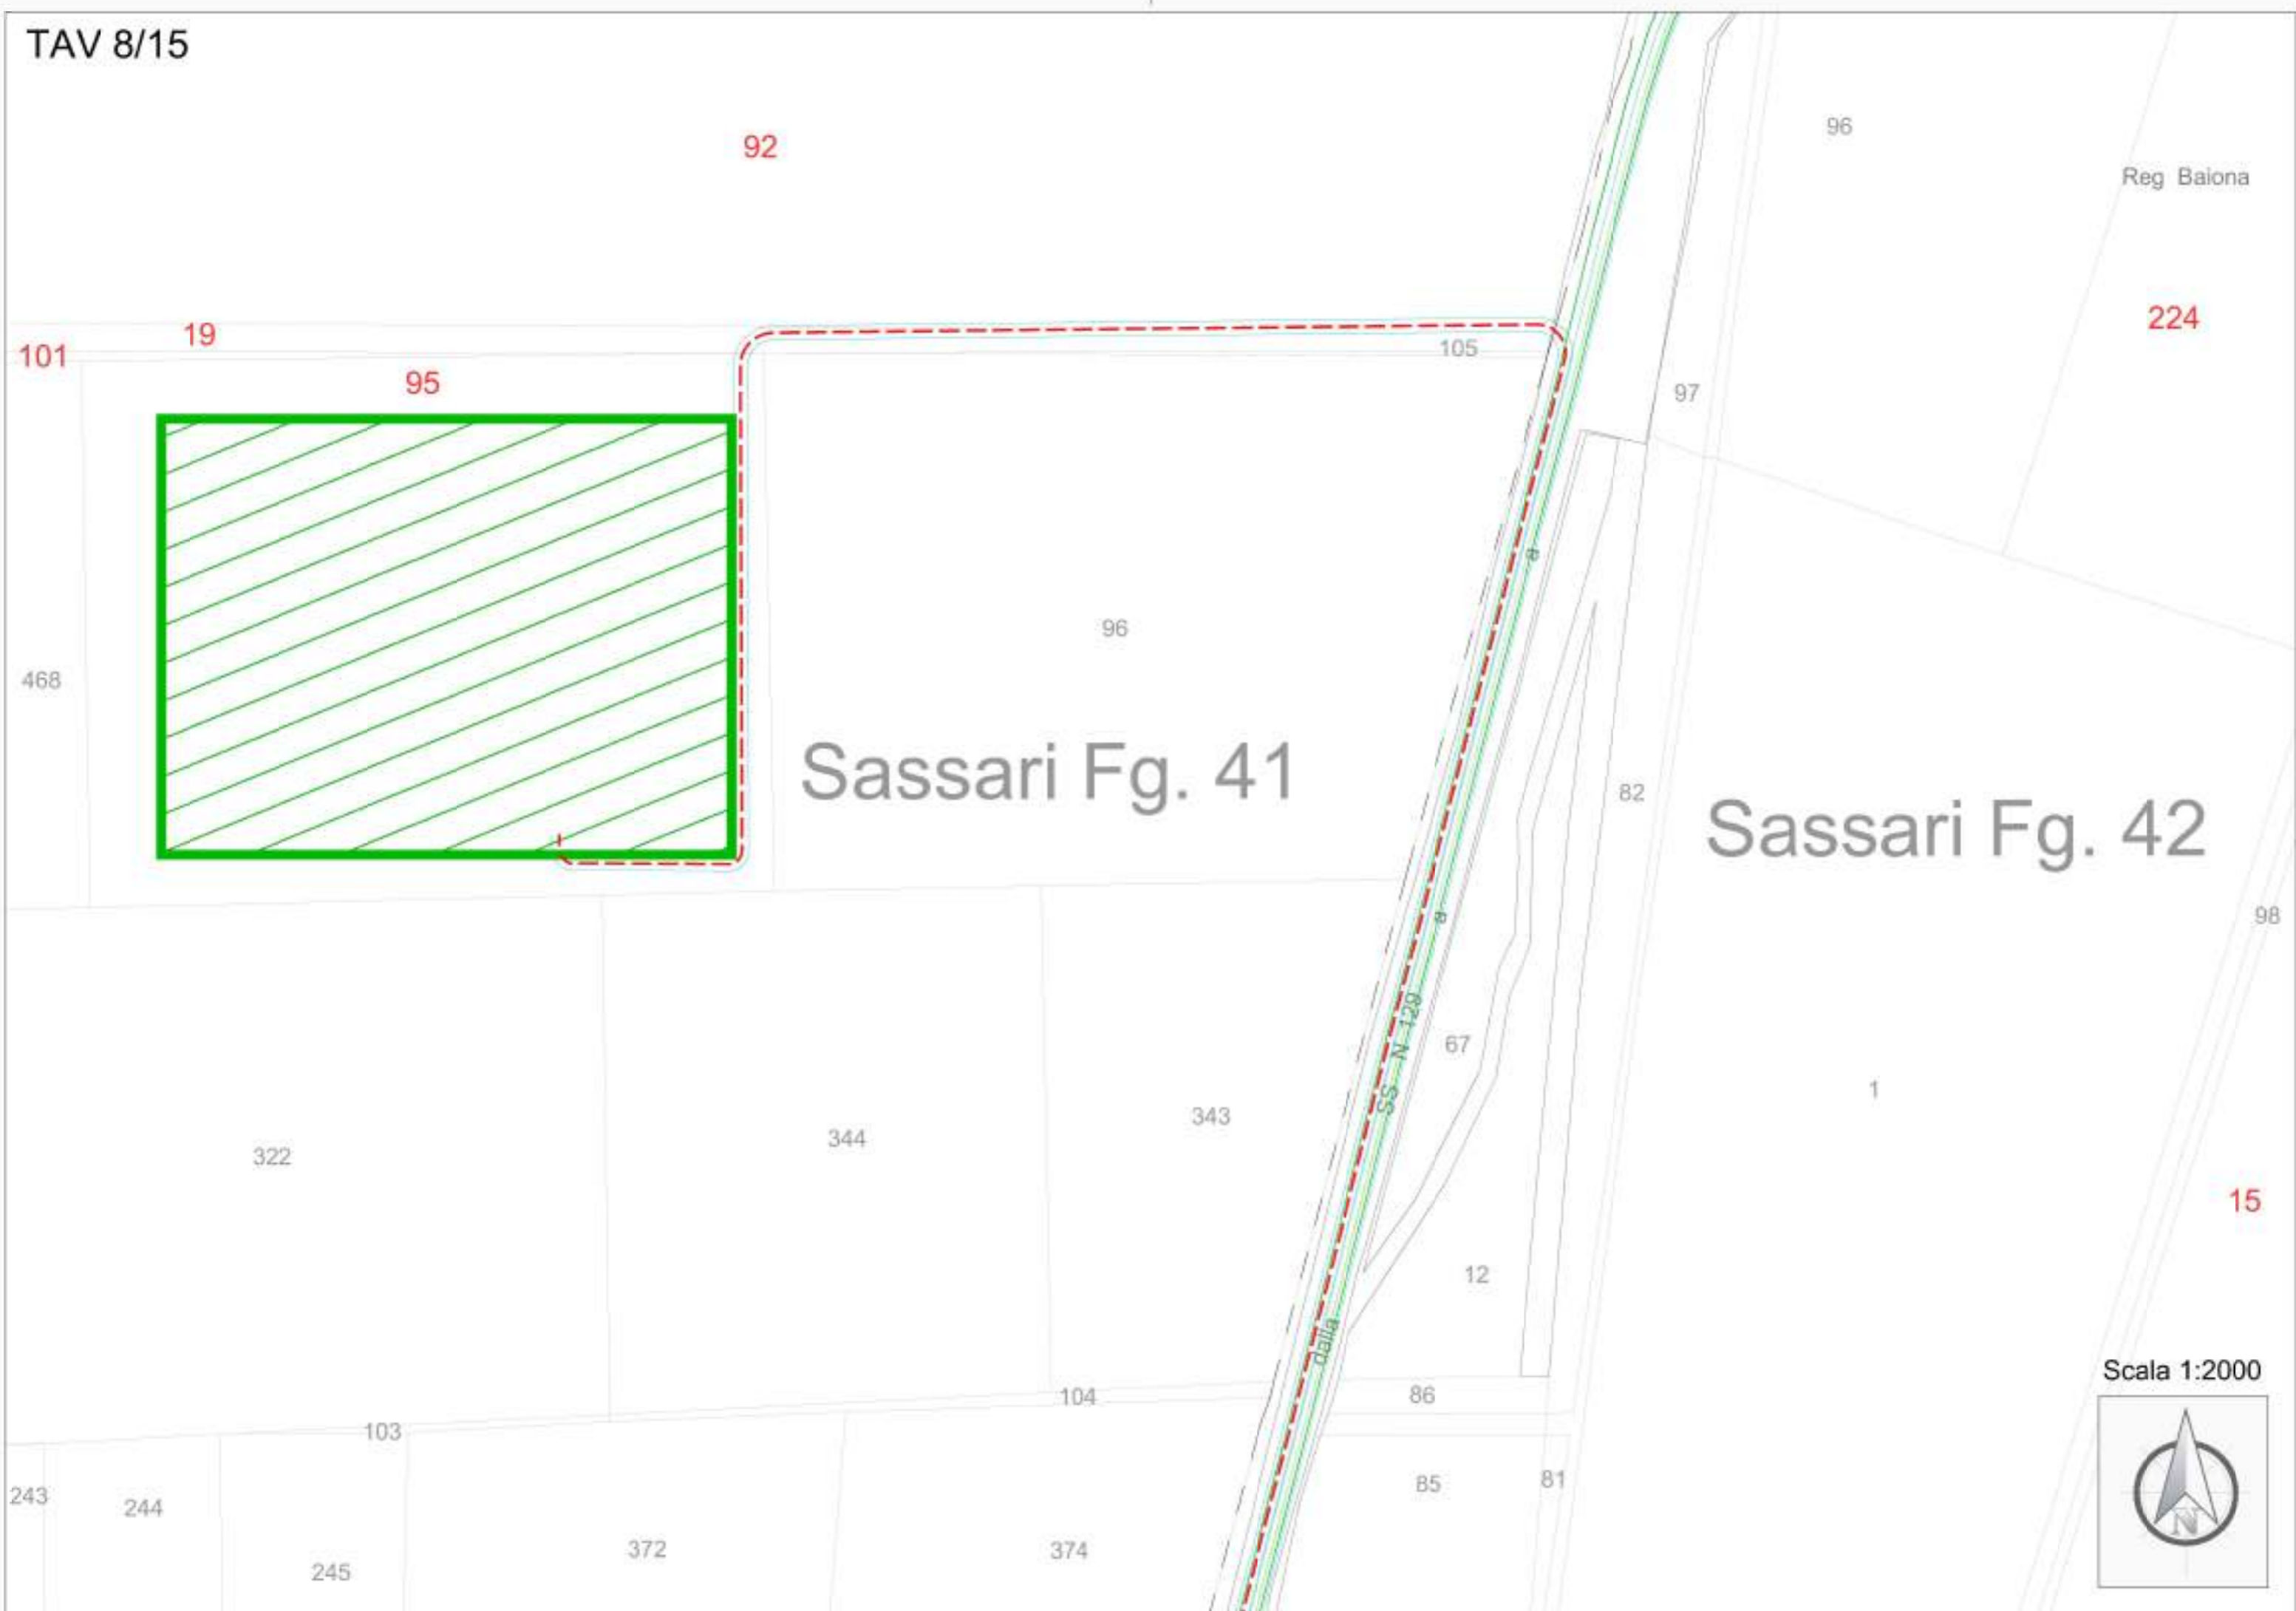 TAV 8/15
92
96
Reg Baiona
224
19
101
105
95
97
a
96
468
Sassari Fg. 41
82
Sassari Fg. 42
a
98
SS N 129
67
1
343
344
322
15
12
dalla
Scala 1:2000
86
104
103
81
85
243
244
372
374
245
N